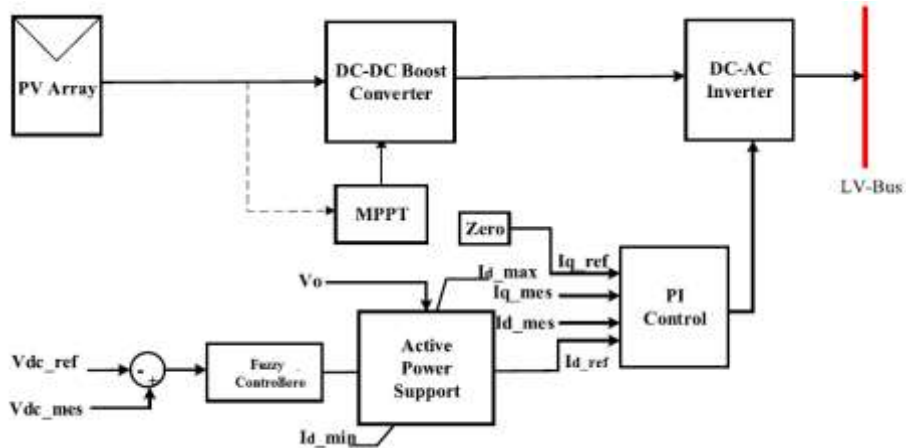 PV Array
DC-DC Boost
Converter
DC-AC
Inverter
LV-Bus
MPPT
Zero
Iq_ref
Id_max
Vo
Iq_mes
Id_mes
PI
Control
Active
Power
Support
Id_ref
Vdc_ref
-
+
Fuzzy
Controllero
Vdc_mes
Id_min